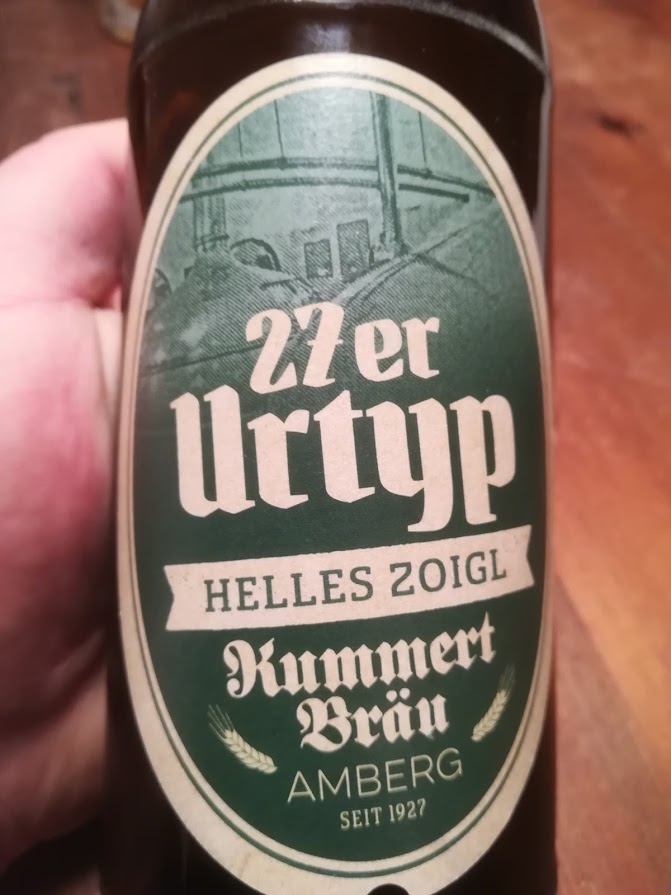 27er
Urtyp
HELLES ZOIGL
Kummert
Bräu
AMBERG
SEIT 1927